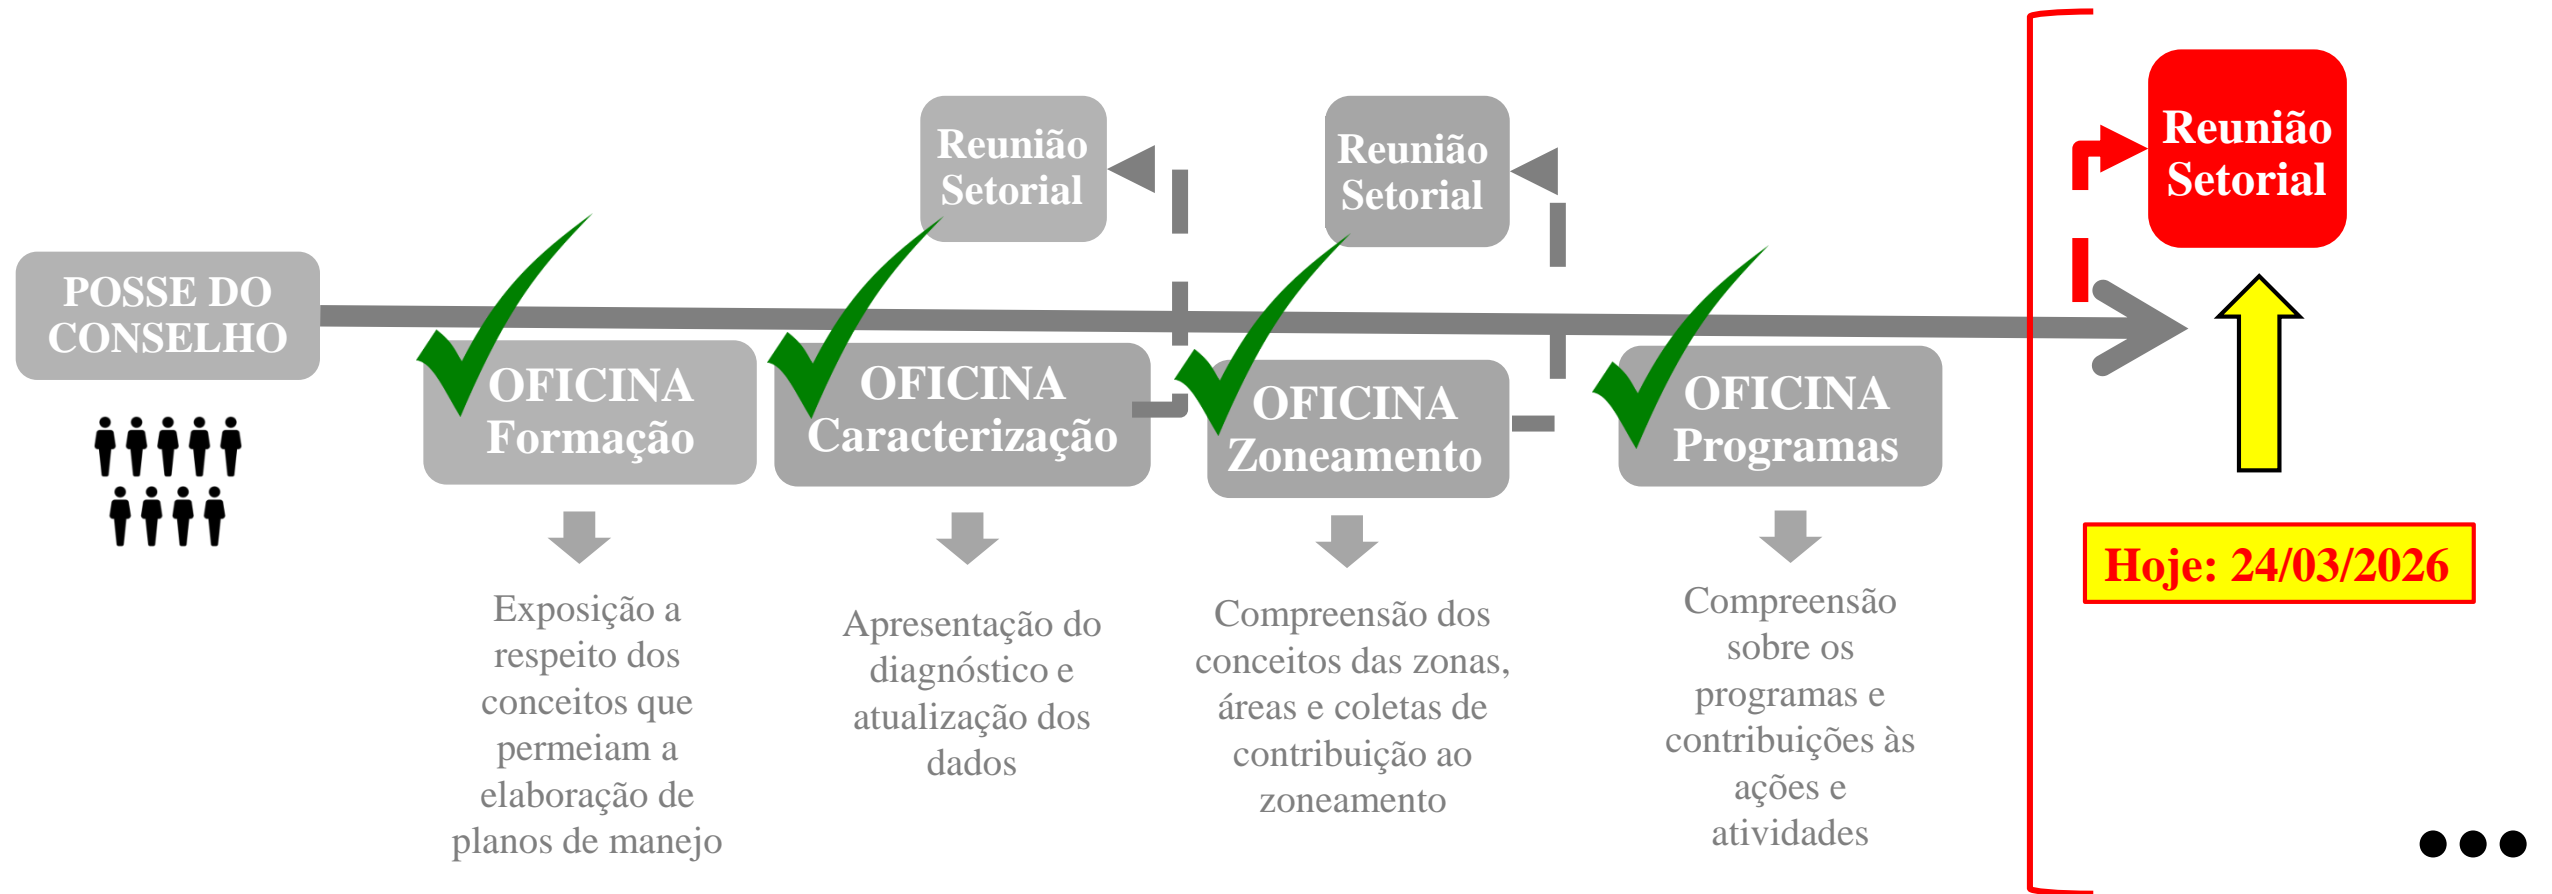 POSSE DO
CONSELHO
OFICINA
Formação
Exposição a
respeito dos
conceitos que
permeiam a
elaboração de
planos de manejo
Reunião
Setorial
OFICINA
Caracterização
Apresentação do
diagnóstico e
atualização dos
dados
Reunião
Setorial
OFICINA
Zoneamento
Compreensão dos
conceitos das zonas,
áreas e coletas de
contribuição ao
zoneamento
OFICINA
Programas
Compreensão
sobre os
programas e
contribuições às
ações e
atividades
Reunião
Setorial
Hoje: 24/03/2026
...